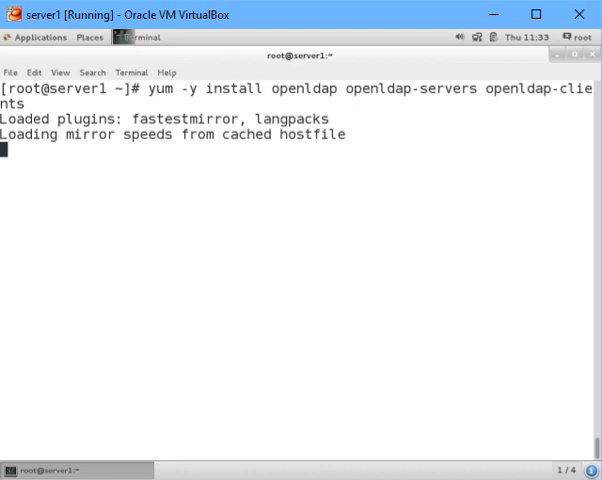 server1 [Running] - Oracle VM VirtualBox
Applications Places Terminal Thu 11:33 root
root@server1:~
File Edit View Search Terminal Help
[root@server1 ~]# yum -y install openldap openldap-servers openldap-clie
nts
Loaded plugins: fastestmirror, langpacks
Loading mirror speeds from cached hostfile
root@server1:~ 1 / 4 1